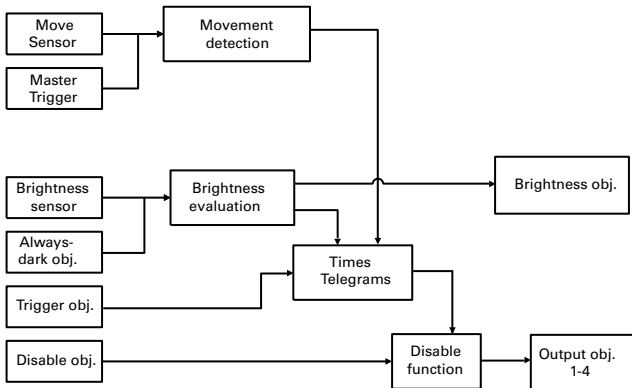 Move
Sensor
Movement
detection
Master
Trigger
Brightness
sensor
Brightness
evaluation
Brightness obj.
Always-
dark obj.
Times
Telegrams
Trigger obj.
Disable obj.
Disable
function
Output obj.
1-4